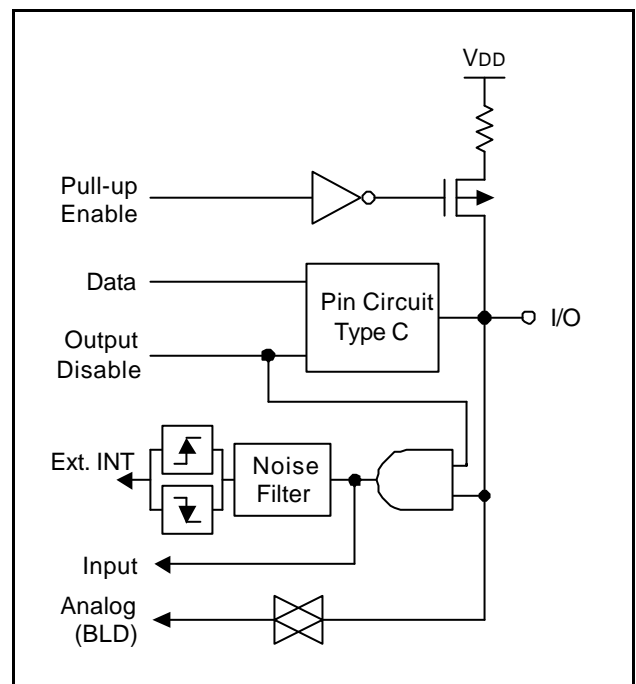 VDD
Pull-up
Enable
Data
Pin Circuit
Type C
I/O
Output
Disable
Ext. INT
Noise
Filter
Input
Analog
(BLD)